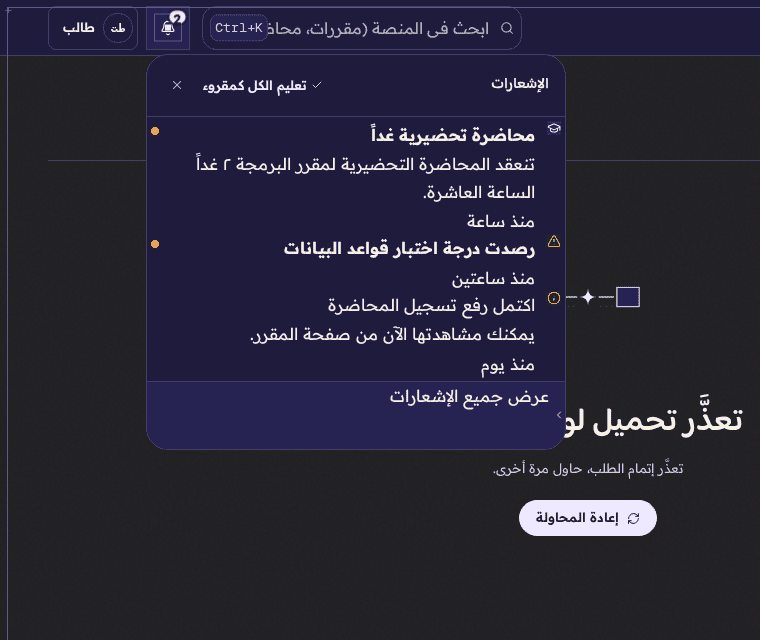 ابحث في المنصة (مقررات، محاض
Ctrl+K
2
طت
طالب
الإشعارات
تعليم الكل كمقروء
محاضرة تحضيرية غداً
تنعقد المحاضرة التحضيرية لمقرر البرمجة ٢ غداً
الساعة العاشرة.
منذ ساعة
رصدت درجة اختبار قواعد البيانات
منذ ساعتين
اكتمل رفع تسجيل المحاضرة
يمكنك مشاهدتها الآن من صفحة المقرر.
منذ يوم
عرض جميع الإشعارات
تعذَّر تحميل لو
تعذَّر إتمام الطلب، حاول مرة أخرى.
إعادة المحاولة